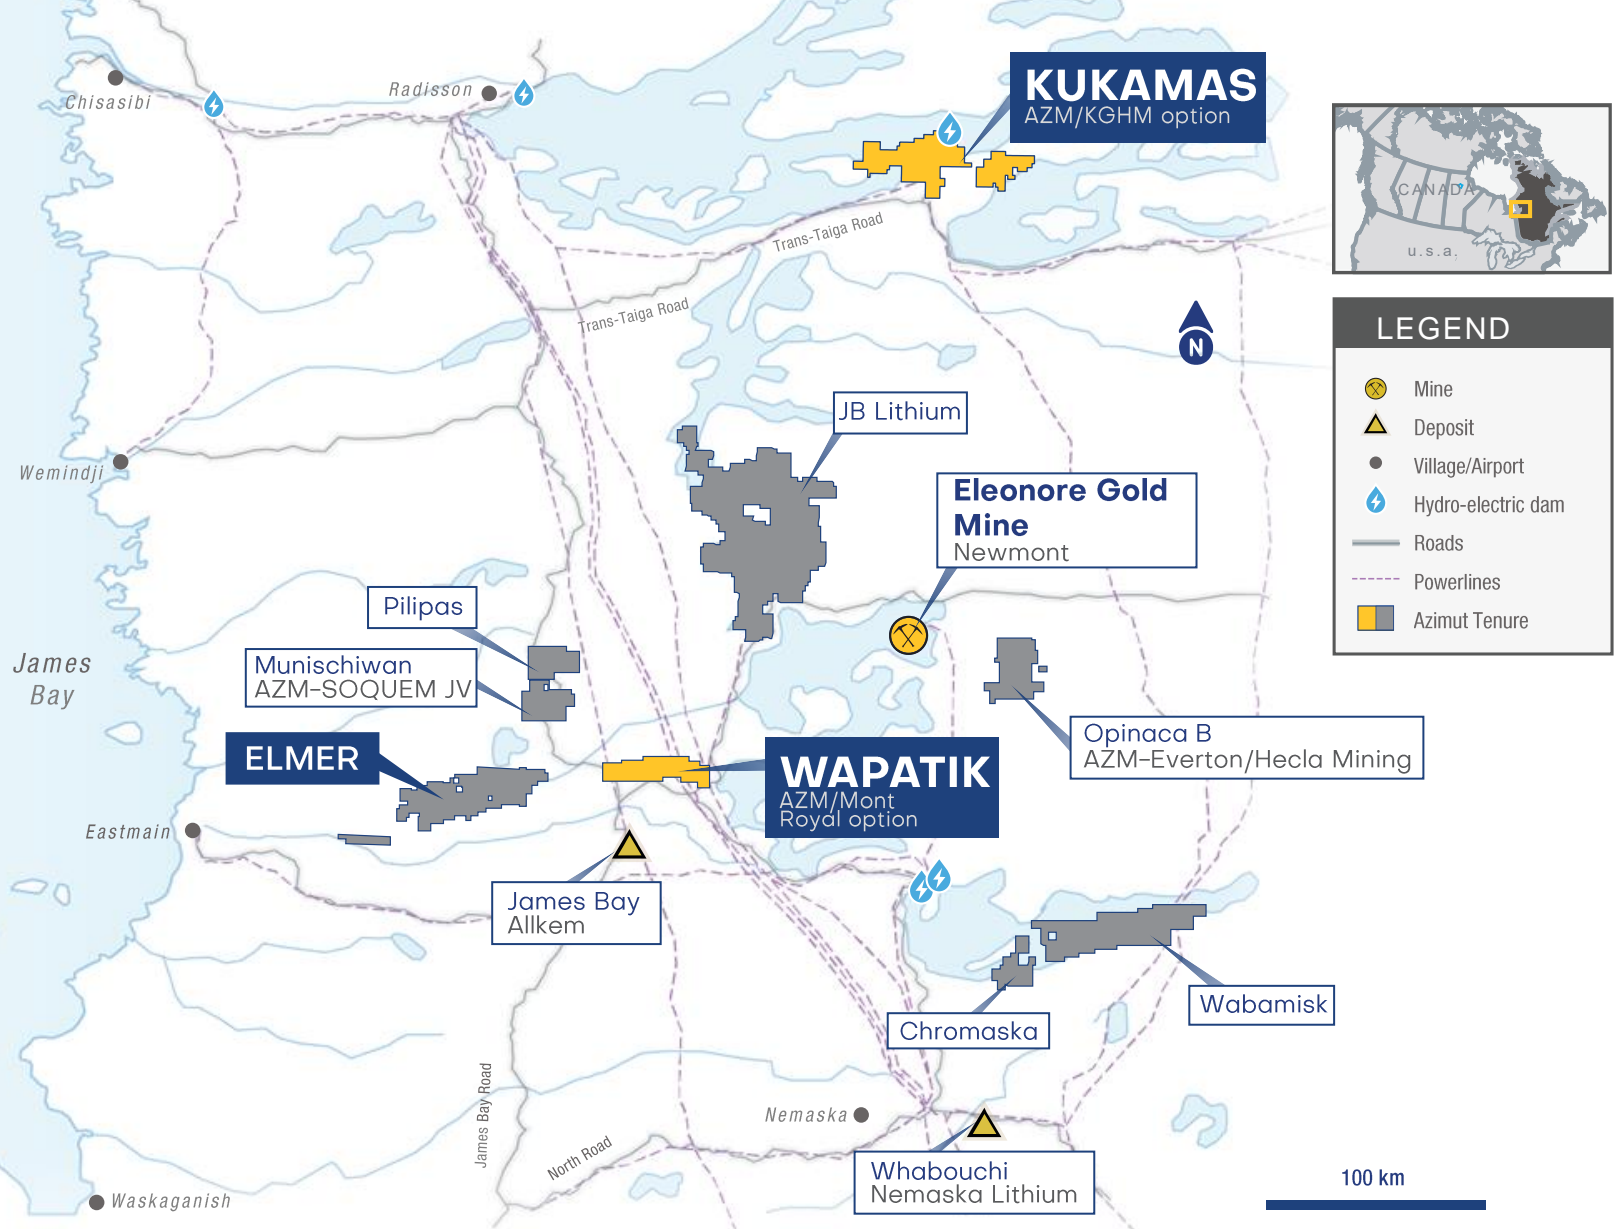 Chisasibi
Radisson
KUKAMAS
AZM/KGHM option
CANADA
u.s.a.
Trans-Taiga Road
Trans-Taiga Road
N
LEGEND
Mine
Deposit
Village/Airport
Hydro-electric dam
Roads
Powerlines
Azimut Tenure
JB Lithium
Wemindji
Eleonore Gold
Mine
Newmont
Pilipas
Munischiwan
AZM-SOQUEM JV
James
Bay
Opinaca B
AZM-Everton/Hecla Mining
ELMER
WAPATIK
AZM/Mont
Royal option
Eastmain
James Bay
Allkem
Wabamisk
Chromaska
James Bay Road
Nemaska
North Road
Whabouchi
Nemaska Lithium
100 km
Waskaganish